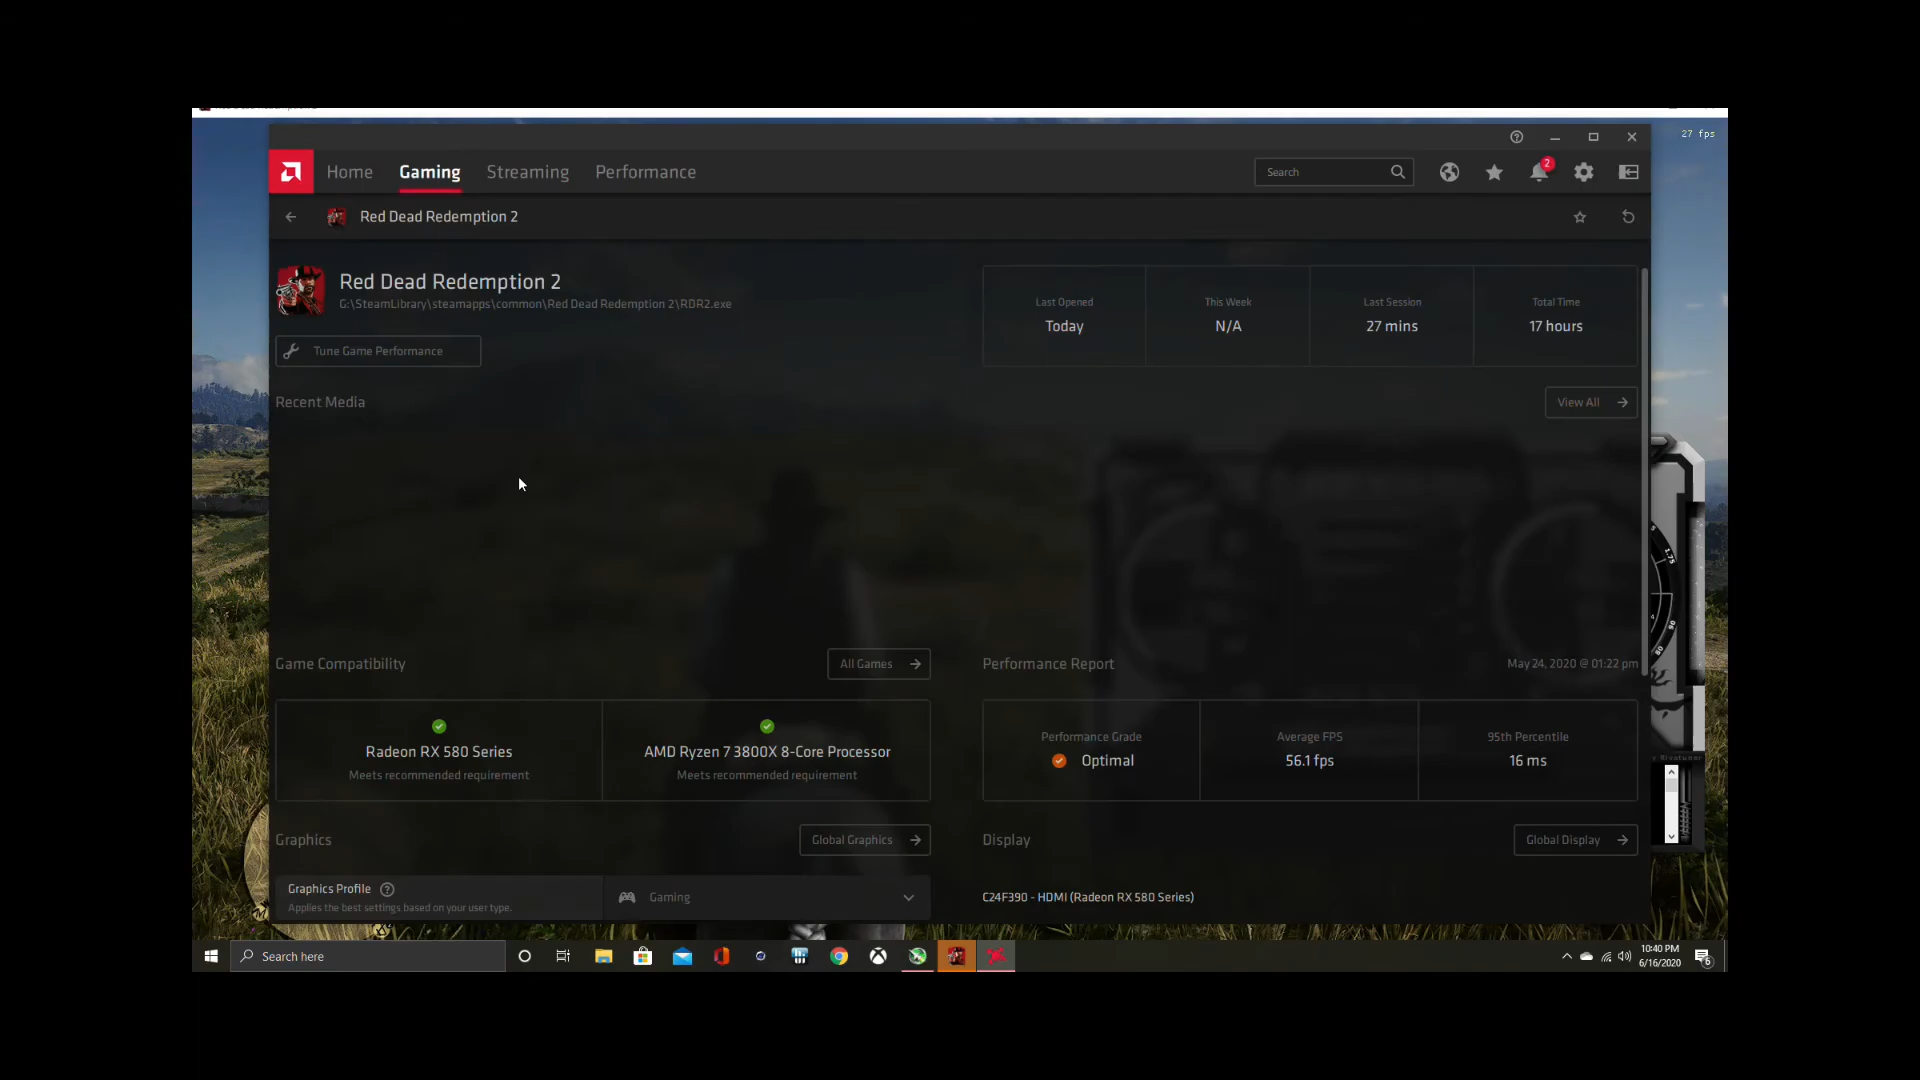 27 fps
Home Gaming Streaming Performance
Search
2
Red Dead Redemption 2
Red Dead Redemption 2
G:\SteamLibrary\steamapps\common\Red Dead Redemption 2\RDR2.exe
Last Opened
Today
This Week
N/A
Last Session
27 mins
Total Time
17 hours
Tune Game Performance
Recent Media
View All
Game Compatibility
All Games
Performance Report
May 24, 2020 @ 01:22 pm
Radeon RX 580 Series
Meets recommended requirement
AMD Ryzen 7 3800X 8-Core Processor
Meets recommended requirement
Performance Grade
Optimal
Average FPS
56.1 fps
95th Percentile
16 ms
Graphics
Global Graphics
Display
Global Display
Graphics Profile
Applies the best settings based on your user type.
Gaming
C24F390 - HDMI (Radeon RX 580 Series)
Search here
10:40 PM
6/16/2020
6